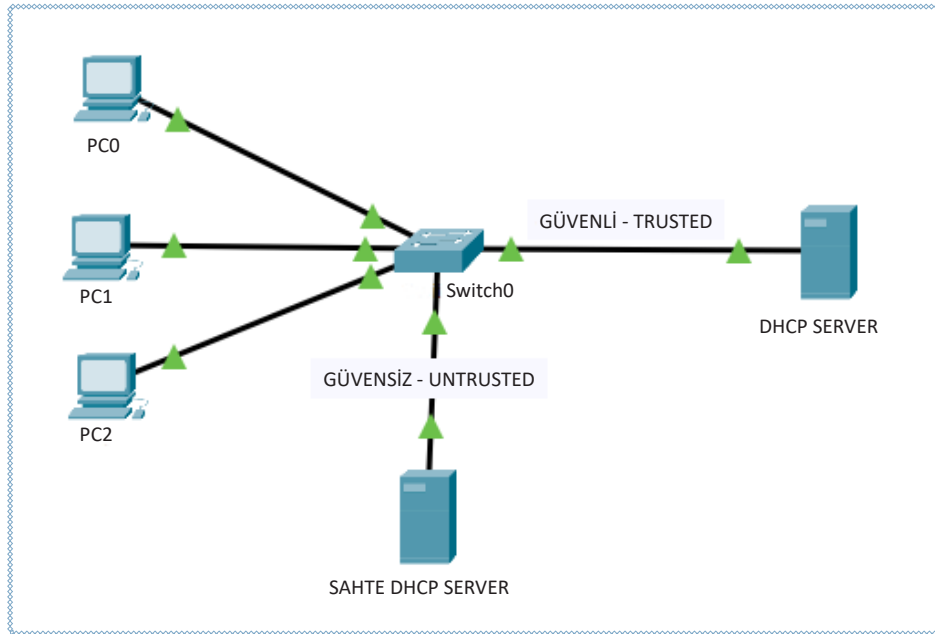 PC0
GÜVENLİ - TRUSTED
PC1
Switch0
DHCP SERVER
GÜVENSİZ - UNTRUSTED
PC2
SAHTE DHCP SERVER